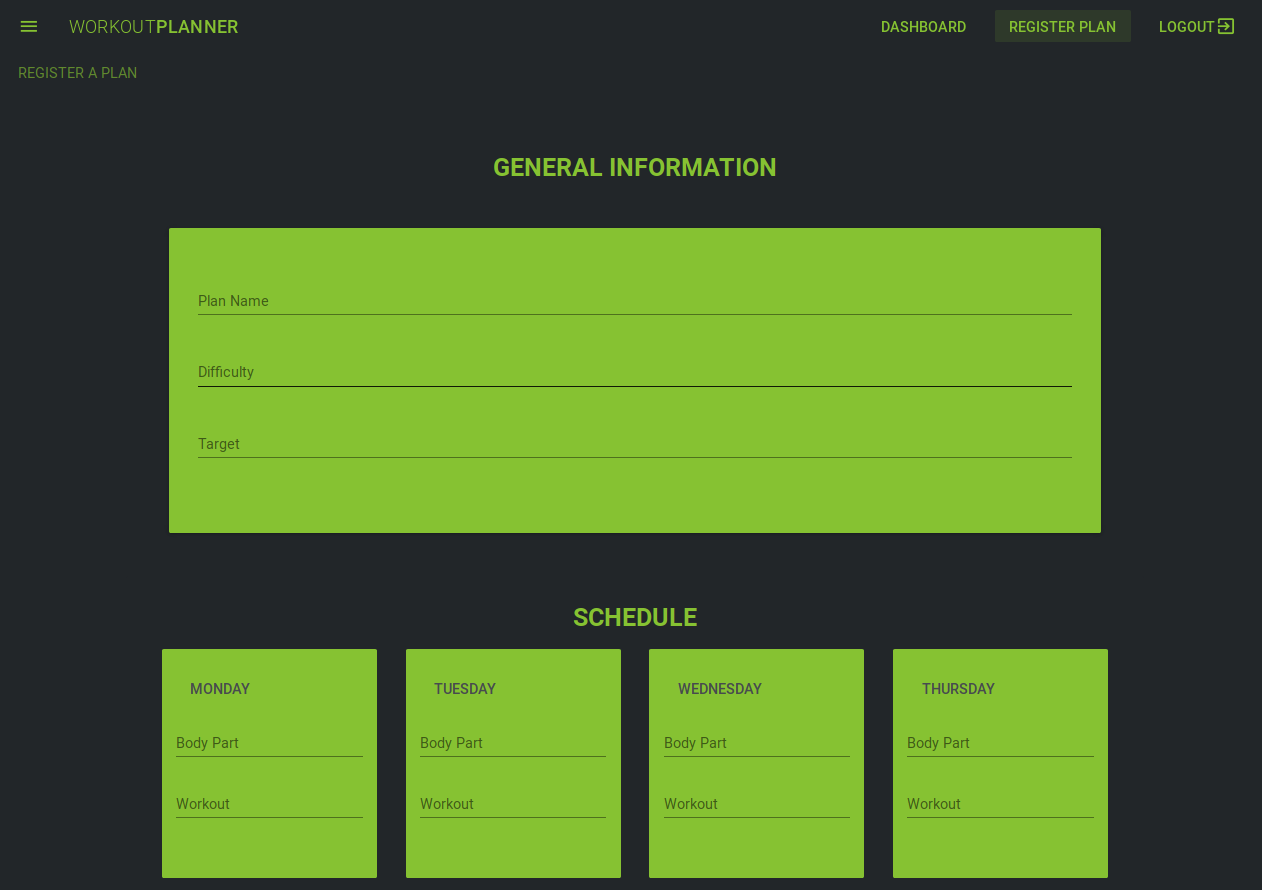 WORKOUTPLANNER DASHBOARD REGISTER PLAN LOGOUT
REGISTER A PLAN
GENERAL INFORMATION
Plan Name
Difficulty
Target
SCHEDULE
MONDAY TUESDAY WEDNESDAY THURSDAY
Body Part Body Part Body Part Body Part
Workout Workout Workout Workout